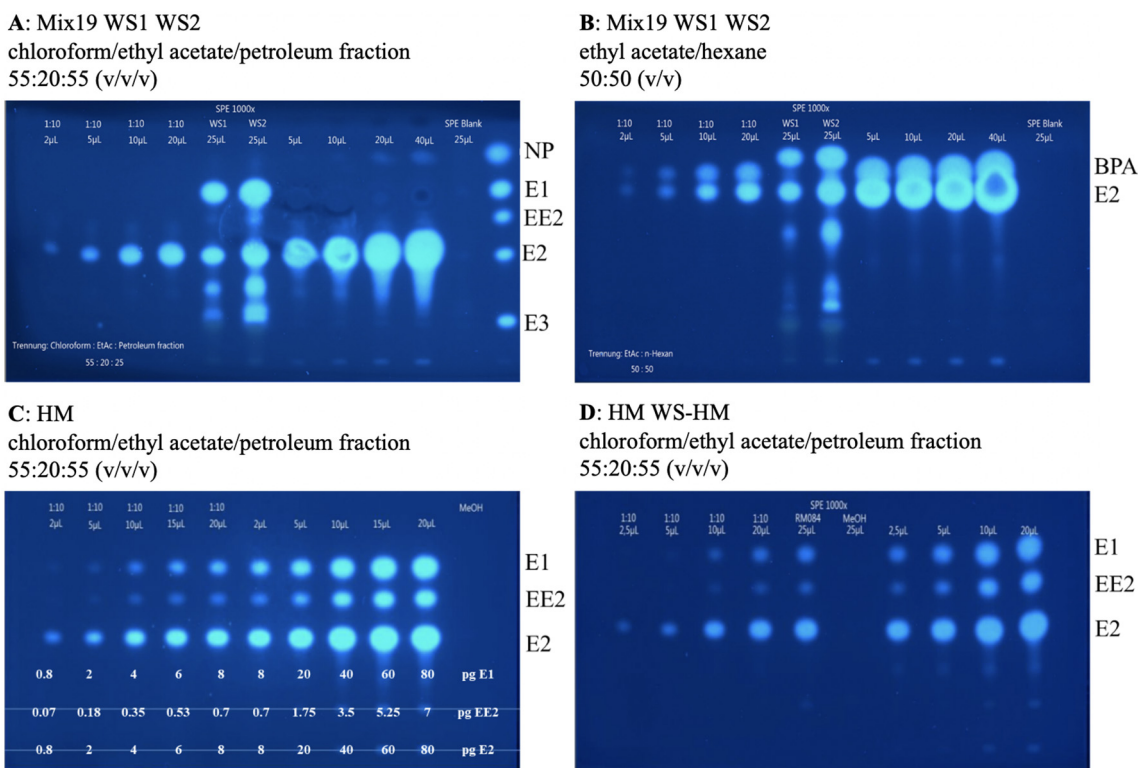 A: Mix19 WS1 WS2
chloroform/ethyl acetate/petroleum fraction
55:20:55 (v/v/v)
SPE 1000x
1:10 1:10 1:10 1:10 WS1 WS2 SPE Blank
2µL 5µL 10µL 20µL 25µL 25µL 5µL 10µL 20µL 40µL 25µL
NP
E1
EE2
E2
E3
Trennung: Chloroform : EtAc : Petroleum fraction
55 : 20 : 25
B: Mix19 WS1 WS2
ethyl acetate/hexane
50:50 (v/v)
SPE 1000x
1:10 1:10 1:10 1:10 WS1 WS2 SPE Blank
2µL 5µL 10µL 20µL 25µL 25µL 5µL 10µL 20µL 40µL 25µL
BPA
E2
Trennung: EtAc : n-Hexan
50 : 50
C: HM
chloroform/ethyl acetate/petroleum fraction
55:20:55 (v/v/v)
1:10 1:10 1:10 1:10 1:10 MeOH
2µL 5µL 10µL 15µL 20µL 2µL 5µL 10µL 15µL 20µL
E1
EE2
E2
0.8 2 4 6 8 8 20 40 60 80 pg E1
0.07 0.18 0.35 0.53 0.7 0.7 1.75 3.5 5.25 7 pg EE2
0.8 2 4 6 8 8 20 40 60 80 pg E2
D: HM WS-HM
chloroform/ethyl acetate/petroleum fraction
55:20:55 (v/v/v)
SPE 1000x
1:10 1:10 1:10 1:10 RM084 MeOH
2,5µL 5µL 10µL 20µL 25µL 25µL 2,5µL 5µL 10µL 20µL
E1
EE2
E2